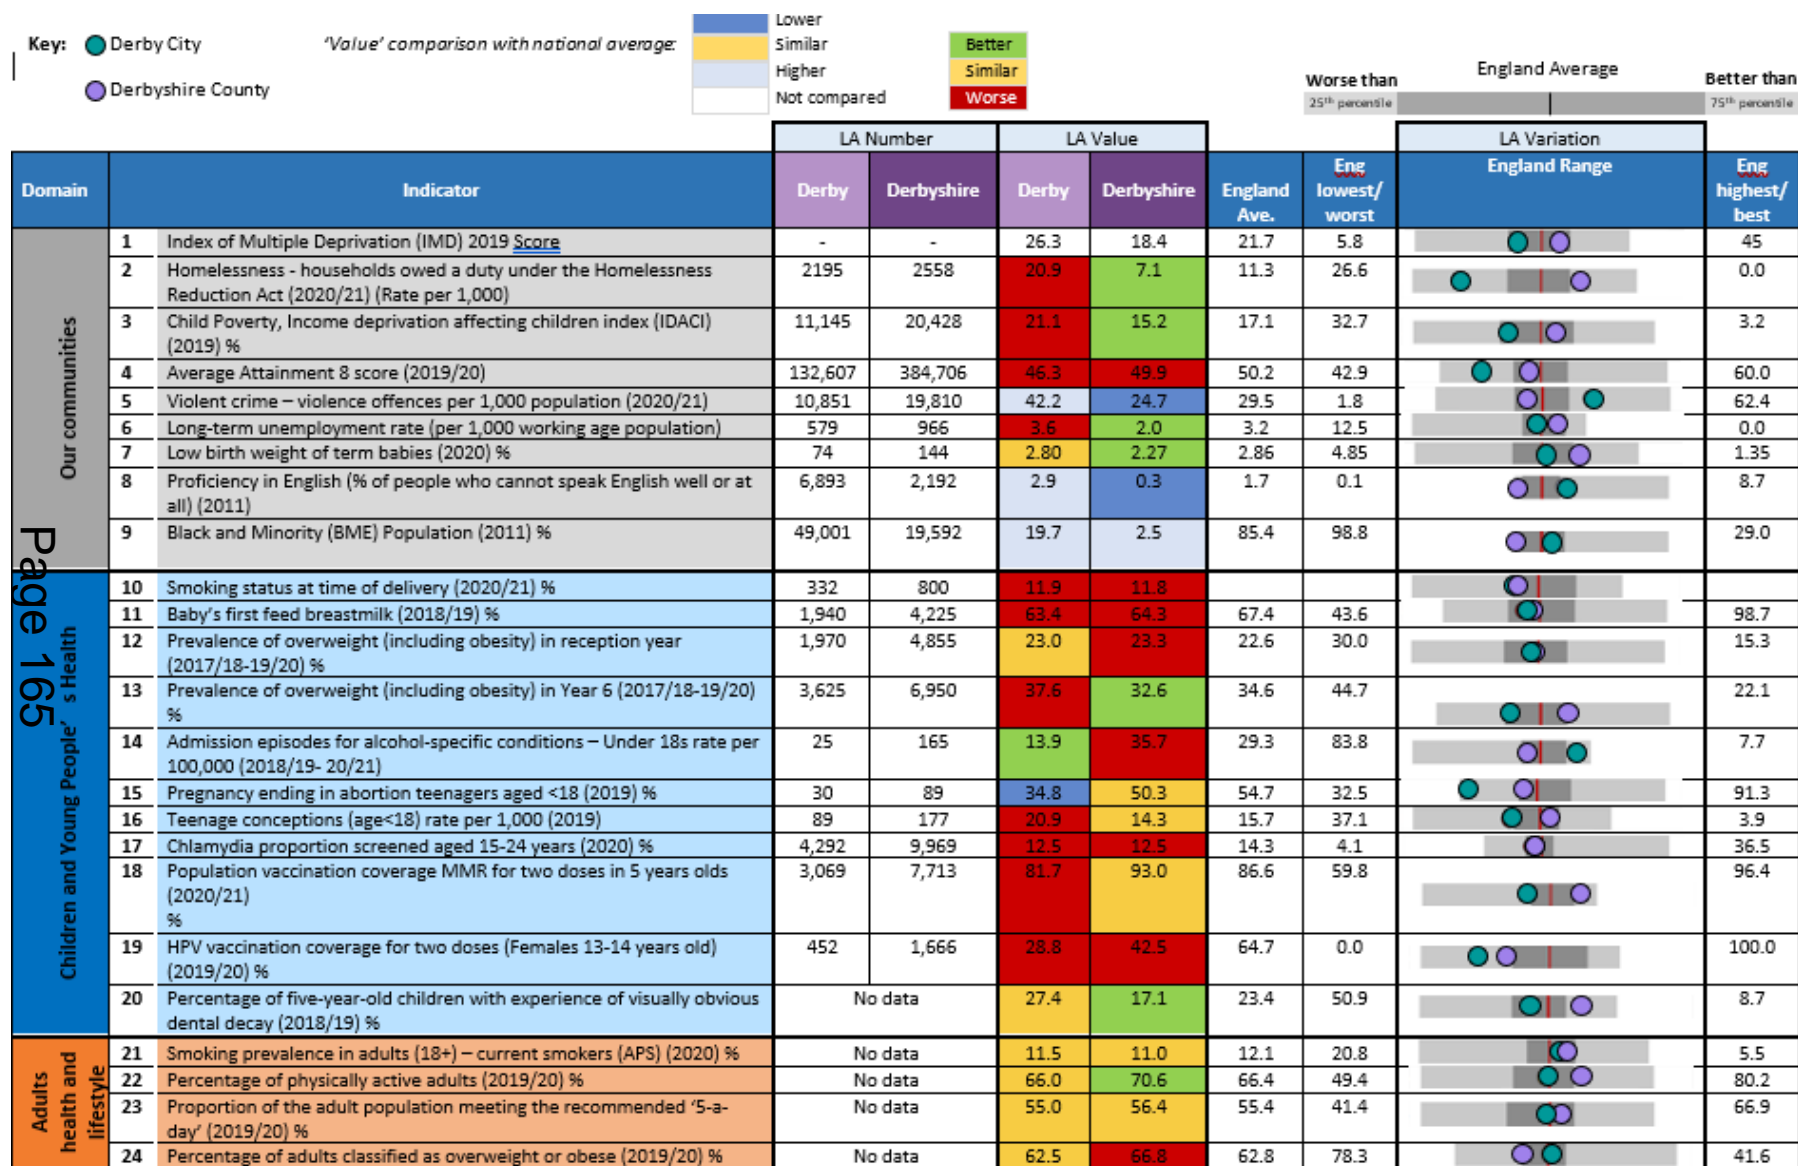 Lower
Key: Derby City 'Value' comparison with national average: Similar Better
Higher Similar
Derbyshire County Not compared Worse
Worse than England Average Better than
25th percentile 75th percentile
LA Number LA Value LA Variation
Domain Indicator Derby Derbyshire Derby Derbyshire England Ave. Eng lowest/ worst England Range Eng highest/ best
Our communities
1 Index of Multiple Deprivation (IMD) 2019 Score - - 26.3 18.4 21.7 5.8 45
2 Homelessness - households owed a duty under the Homelessness 2195 2558 20.9 7.1 11.3 26.6 0.0
Reduction Act (2020/21) (Rate per 1,000)
3 Child Poverty, Income deprivation affecting children index (IDACI) 11,145 20,428 21.1 15.2 17.1 32.7 3.2
(2019) %
4 Average Attainment 8 score (2019/20) 132,607 384,706 46.3 49.9 50.2 42.9 60.0
5 Violent crime – violence offences per 1,000 population (2020/21) 10,851 19,810 42.2 24.7 29.5 1.8 62.4
6 Long-term unemployment rate (per 1,000 working age population) 579 966 3.6 2.0 3.2 12.5 0.0
7 Low birth weight of term babies (2020) % 74 144 2.80 2.27 2.86 4.85 1.35
8 Proficiency in English (% of people who cannot speak English well or at 6,893 2,192 2.9 0.3 1.7 0.1 8.7
all) (2011)
9 Black and Minority (BME) Population (2011) % 49,001 19,592 19.7 2.5 85.4 98.8 29.0
Page 165
Children and Young People's Health
10 Smoking status at time of delivery (2020/21) % 332 800 11.9 11.8
11 Baby's first feed breastmilk (2018/19) % 1,940 4,225 63.4 64.3 67.4 43.6 98.7
12 Prevalence of overweight (including obesity) in reception year 1,970 4,855 23.0 23.3 22.6 30.0 15.3
(2017/18-19/20) %
13 Prevalence of overweight (including obesity) in Year 6 (2017/18-19/20) 3,625 6,950 37.6 32.6 34.6 44.7 22.1
%
14 Admission episodes for alcohol-specific conditions – Under 18s rate per 25 165 13.9 35.7 29.3 83.8 7.7
100,000 (2018/19- 20/21)
15 Pregnancy ending in abortion teenagers aged <18 (2019) % 30 89 34.8 50.3 54.7 32.5 91.3
16 Teenage conceptions (age<18) rate per 1,000 (2019) 89 177 20.9 14.3 15.7 37.1 3.9
17 Chlamydia proportion screened aged 15-24 years (2020) % 4,292 9,969 12.5 12.5 14.3 4.1 36.5
18 Population vaccination coverage MMR for two doses in 5 years olds 3,069 7,713 81.7 93.0 86.6 59.8 96.4
(2020/21)
%
19 HPV vaccination coverage for two doses (Females 13-14 years old) 452 1,666 28.8 42.5 64.7 0.0 100.0
(2019/20) %
20 Percentage of five-year-old children with experience of visually obvious No data 27.4 17.1 23.4 50.9 8.7
dental decay (2018/19) %
Adults health and lifestyle
21 Smoking prevalence in adults (18+) – current smokers (APS) (2020) % No data 11.5 11.0 12.1 20.8 5.5
22 Percentage of physically active adults (2019/20) % No data 66.0 70.6 66.4 49.4 80.2
23 Proportion of the adult population meeting the recommended '5-a- No data 55.0 56.4 55.4 41.4 66.9
day' (2019/20) %
24 Percentage of adults classified as overweight or obese (2019/20) % No data 62.5 66.8 62.8 78.3 41.6